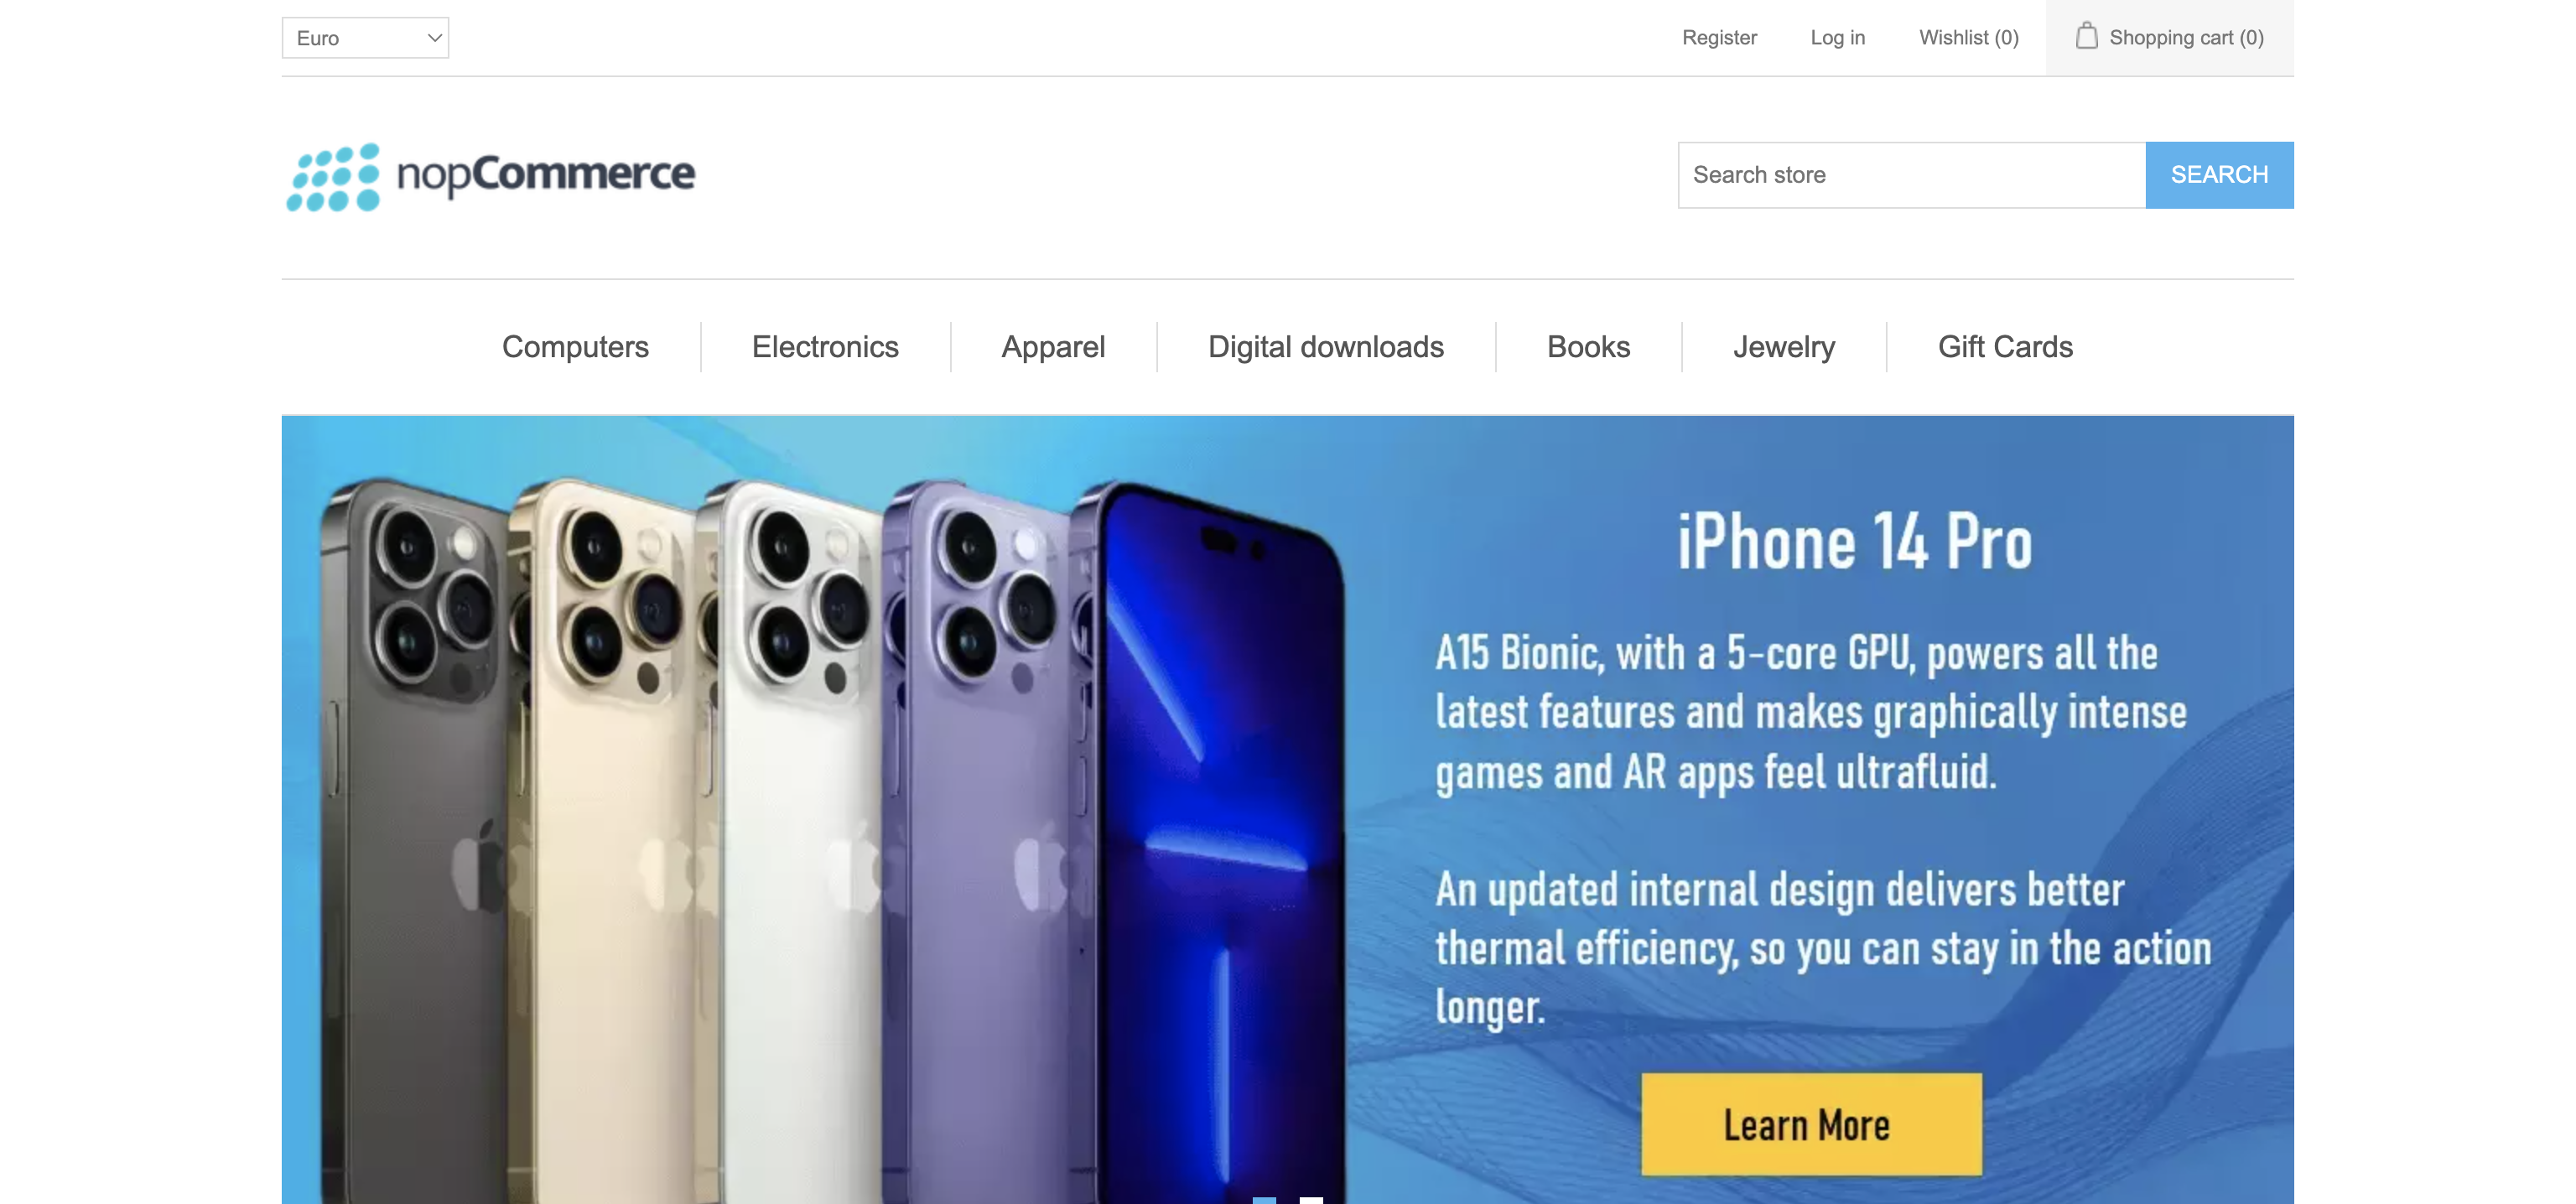 Euro
Register
Log in
Wishlist (0)
Shopping cart (0)
nopCommerce
Search store
SEARCH
Computers
Electronics
Apparel
Digital downloads
Books
Jewelry
Gift Cards
iPhone 14 Pro
A15 Bionic, with a 5-core GPU, powers all the
latest features and makes graphically intense
games and AR apps feel ultrafluid.
An updated internal design delivers better
thermal efficiency, so you can stay in the action
longer.
Learn More